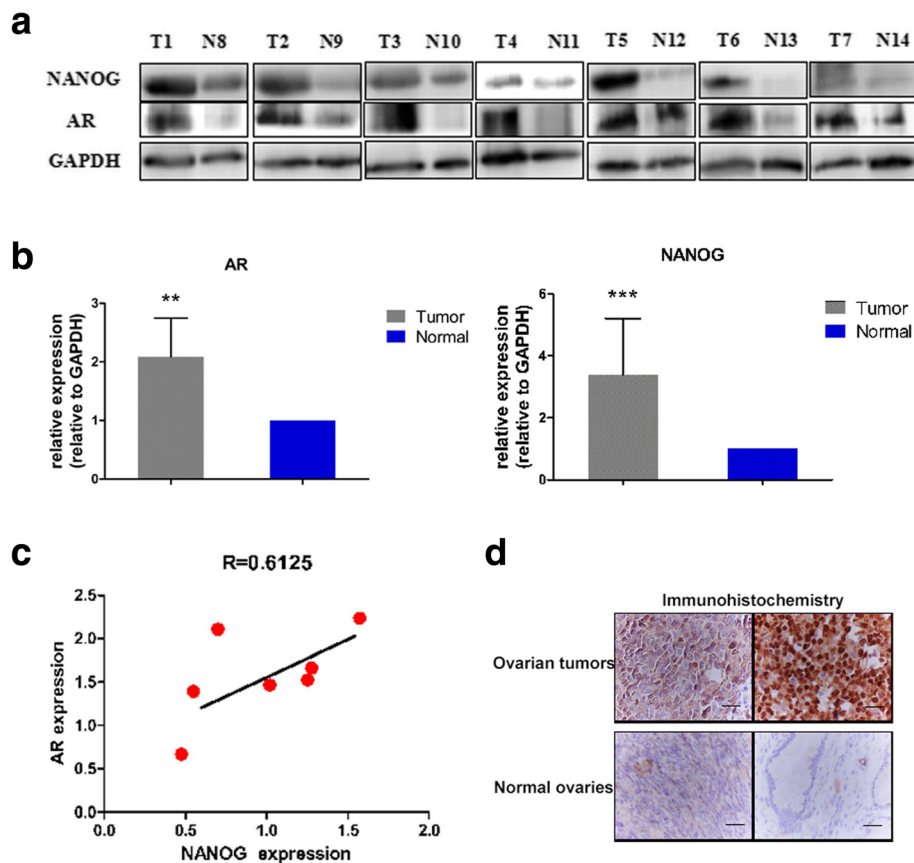 a
T1 N8 T2 N9 T3 N10 T4 N11 T5 N12 T6 N13 T7 N14
NANOG
AR
GAPDH
b
AR
**
3
2
1
0
relative expression
(relative to GAPDH)
Tumor
Normal
NANOG
***
6
4
2
0
relative expression
(relative to GAPDH)
Tumor
Normal
c
R=0.6125
2.5
2.0
1.5
1.0
0.5
0.0
AR expression
0.0 0.5 1.0 1.5 2.0
NANOG expression
d
Immunohistochemistry
Ovarian tumors
Normal ovaries